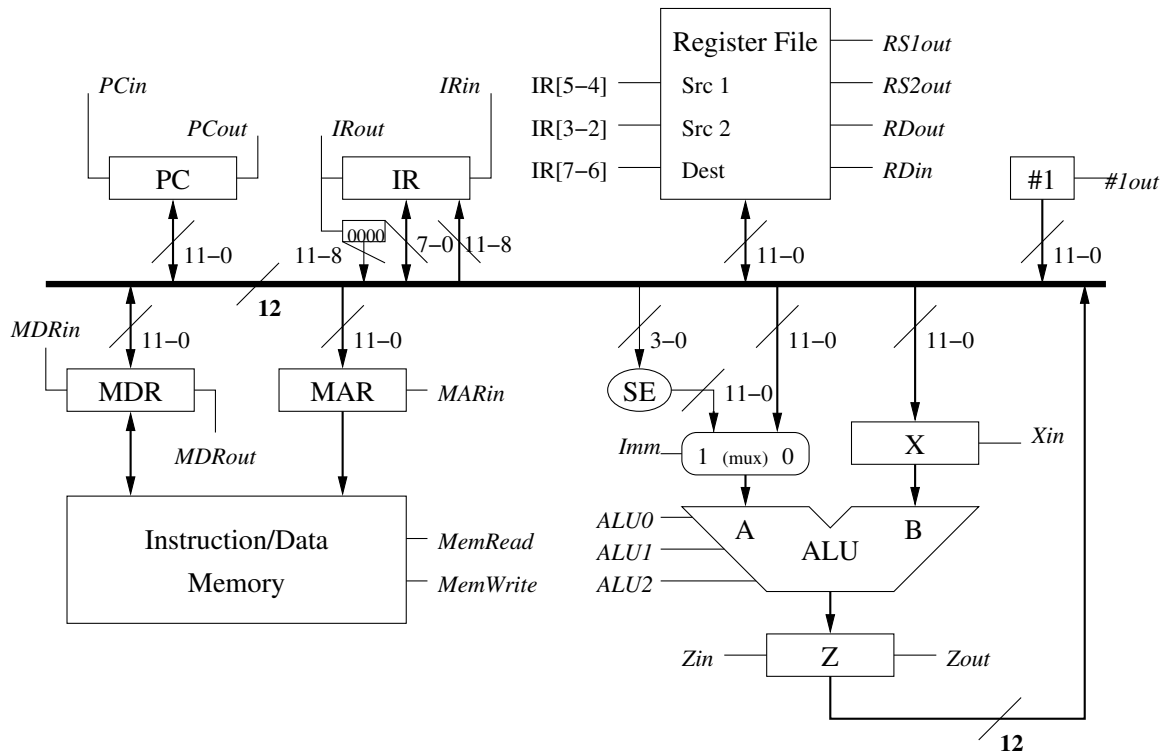 Register File
RS1out
PCin
IRin
IR[5−4]
Src 1
RS2out
PCout
IRout
IR[3−2]
Src 2
RDout
PC
IR
IR[7−6]
Dest
RDin
#1
#1out
0000
11−0
11−8
7−0
11−8
11−0
11−0
12
MDRin
11−0
11−0
3−0
11−0
11−0
MDR
MAR
MARin
SE
11−0
MDRout
Imm
1 (mux) 0
X
Xin
Instruction/Data
Memory
MemRead
MemWrite
ALU0
ALU1
ALU2
A
B
ALU
Zin
Z
Zout
12